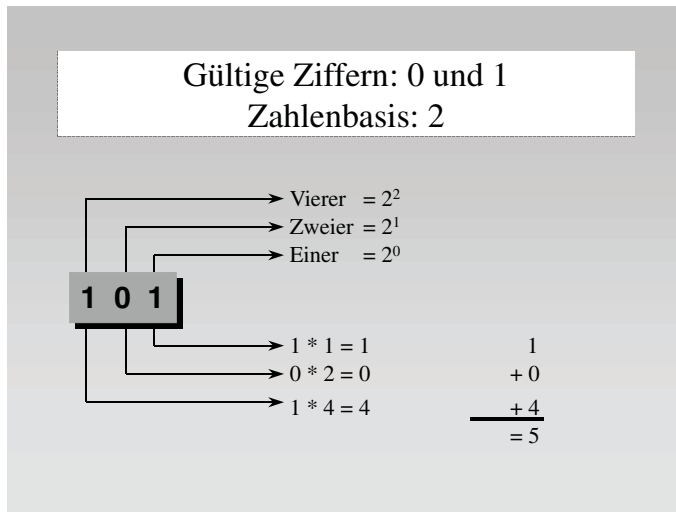 Gültige Ziffern: 0 und 1
Zahlenbasis: 2
Vierer = 2²
Zweier = 2¹
Einer = 2⁰
1 0 1
1 * 1 = 1 1
0 * 2 = 0 + 0
1 * 4 = 4 + 4
= 5